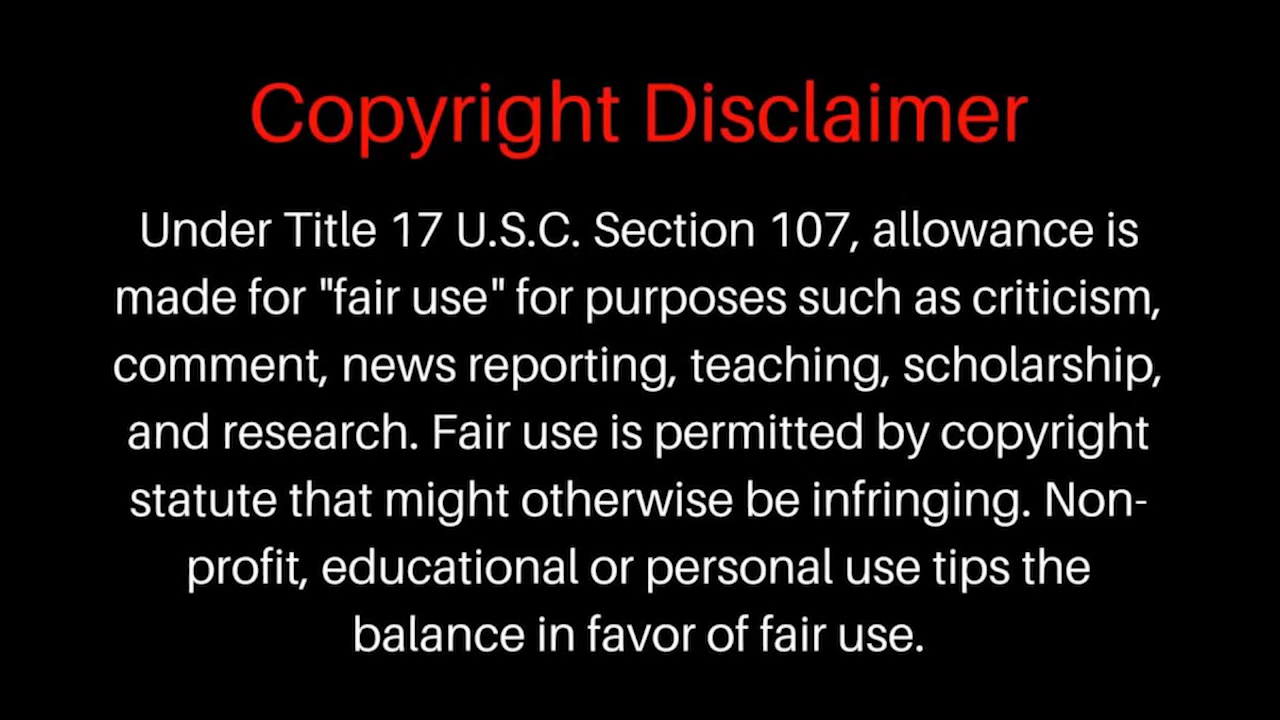 Copyright Disclaimer
Under Title 17 U.S.C. Section 107, allowance is
made for "fair use" for purposes such as criticism,
comment, news reporting, teaching, scholarship,
and research. Fair use is permitted by copyright
statute that might otherwise be infringing. Non-
profit, educational or personal use tips the
balance in favor of fair use.